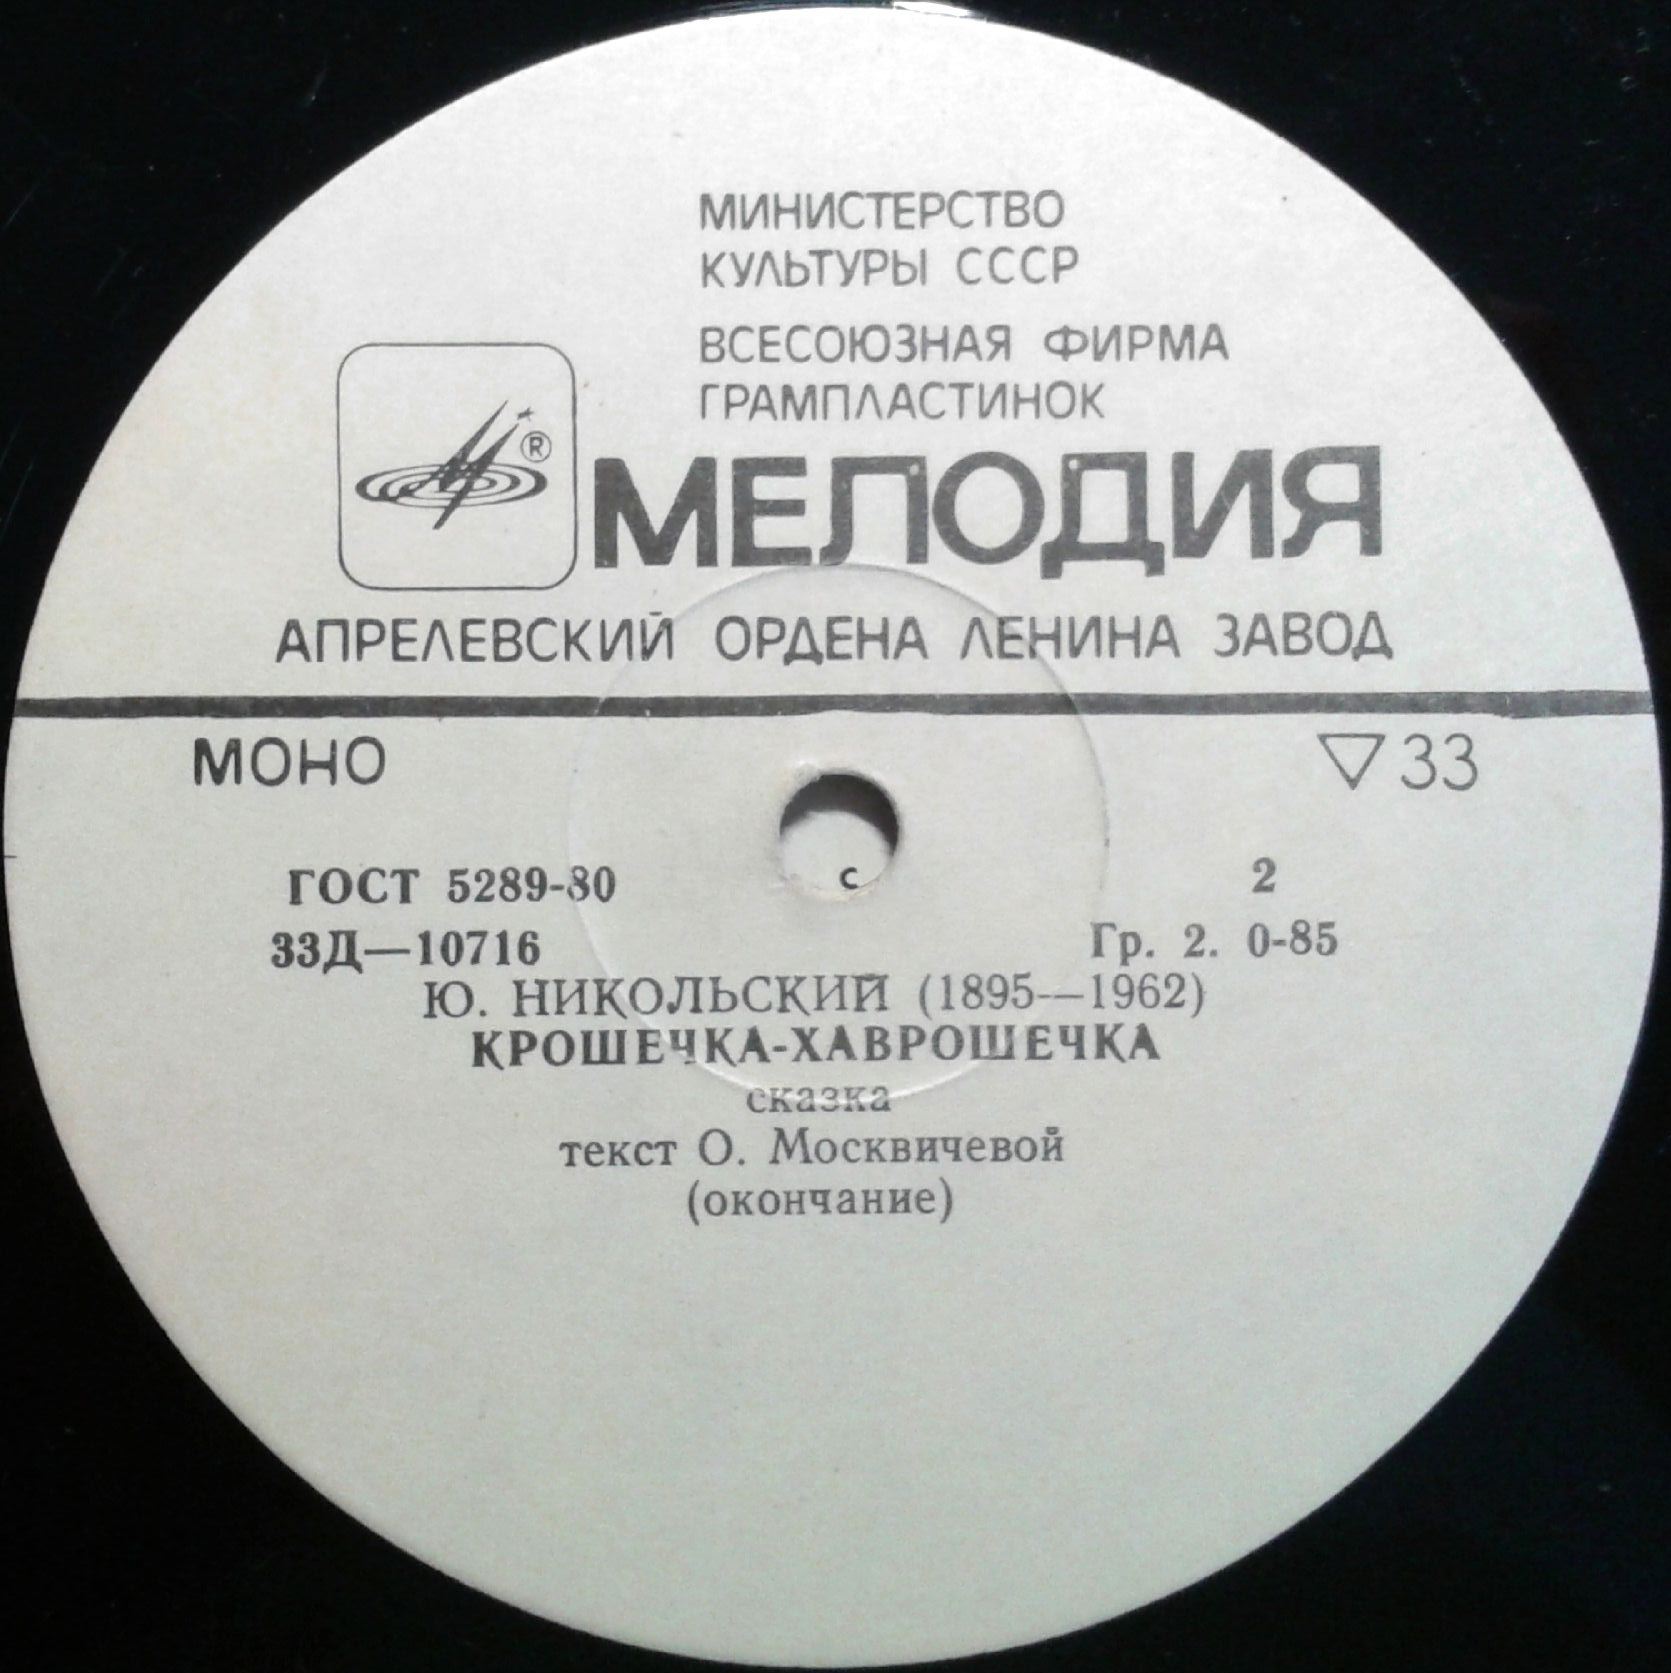 МИНИСТЕРСТВО
КУЛЬТУРЫ СССР
ВСЕСОЮЗНАЯ ФИРМА
ГРАМПЛАСТИНОК
®
МЕЛОДИЯ
АПРЕЛЕВСКИЙ ОРДЕНА ЛЕНИНА ЗАВОД
МОНО ▽33
ГОСТ 5289-80 с 2
33Д—10716 Гр. 2. 0-85
Ю. НИКОЛЬСКИЙ (1895—1962)
КРОШЕЧКА-ХАВРОШЕЧКА
сказка
текст О. Москвичевой
(окончание)